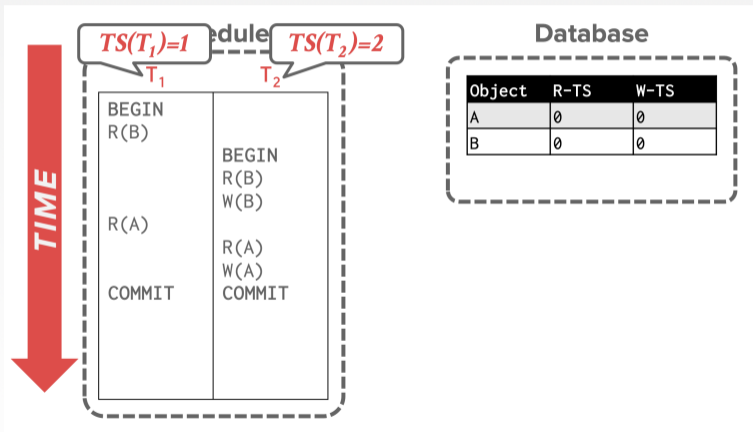 TS(T₁)=1
edule
TS(T₂)=2
T₁
T₂
TIME
BEGIN
R(B)
BEGIN
R(B)
W(B)
R(A)
R(A)
W(A)
COMMIT COMMIT
Database
Object R-TS W-TS
A 0 0
B 0 0